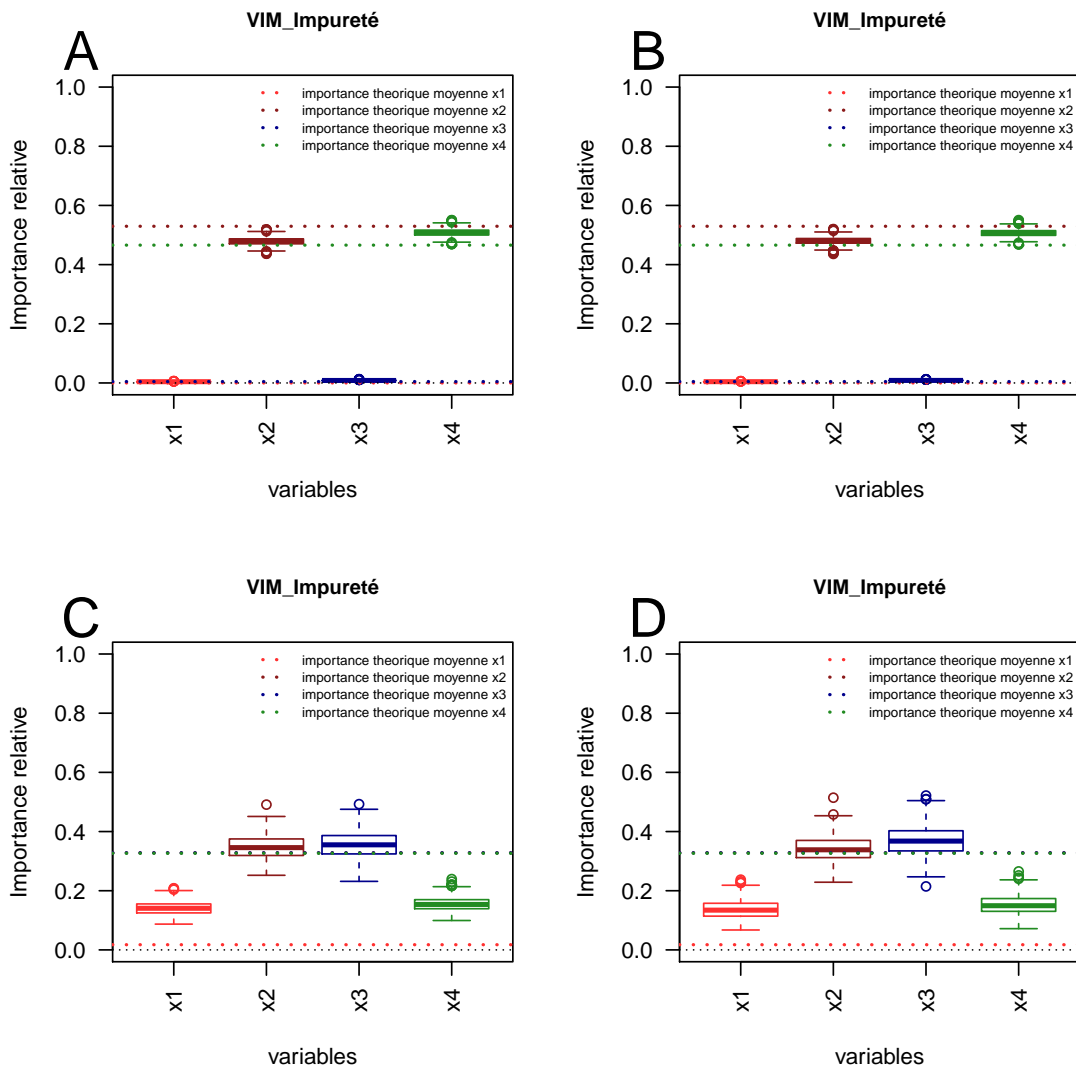 VIM_Impureté
A
importance theorique moyenne x1
importance theorique moyenne x2
importance theorique moyenne x3
importance theorique moyenne x4
1.0
0.8
0.6
0.4
0.2
0.0
Importance relative
x1 x2 x3 x4
variables
VIM_Impureté
B
importance theorique moyenne x1
importance theorique moyenne x2
importance theorique moyenne x3
importance theorique moyenne x4
1.0
0.8
0.6
0.4
0.2
0.0
Importance relative
x1 x2 x3 x4
variables
VIM_Impureté
C
importance theorique moyenne x1
importance theorique moyenne x2
importance theorique moyenne x3
importance theorique moyenne x4
1.0
0.8
0.6
0.4
0.2
0.0
Importance relative
x1 x2 x3 x4
variables
VIM_Impureté
D
importance theorique moyenne x1
importance theorique moyenne x2
importance theorique moyenne x3
importance theorique moyenne x4
1.0
0.8
0.6
0.4
0.2
0.0
Importance relative
x1 x2 x3 x4
variables